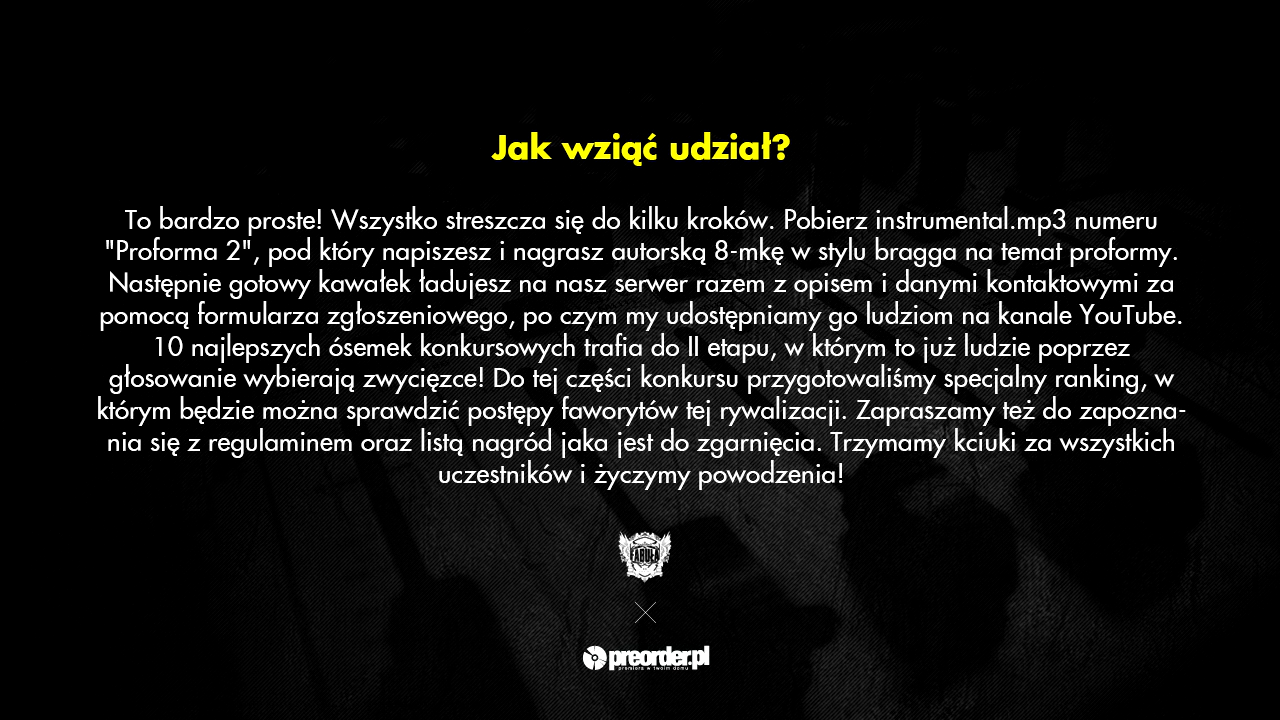 Jak wziąć udział?
To bardzo proste! Wszystko streszcza się do kilku kroków. Pobierz instrumental.mp3 numeru
"Proforma 2", pod który napiszesz i nagrasz autorską 8-mkę w stylu bragga na temat proformy.
Następnie gotowy kawałek ładujesz na nasz serwer razem z opisem i danymi kontaktowymi za
pomocą formularza zgłoszeniowego, po czym my udostępniamy go ludziom na kanale YouTube.
10 najlepszych ósemek konkursowych trafia do II etapu, w którym to już ludzie poprzez
głosowanie wybierają zwycięzce! Do tej części konkursu przygotowaliśmy specjalny ranking, w
którym będzie można sprawdzić postępy faworytów tej rywalizacji. Zapraszamy też do zapozna-
nia się z regulaminem oraz listą nagród jaka jest do zgarnięcia. Trzymamy kciuki za wszystkich
uczestników i życzymy powodzenia!
FABUŁA
preorder.pl
premiera w twoim domu